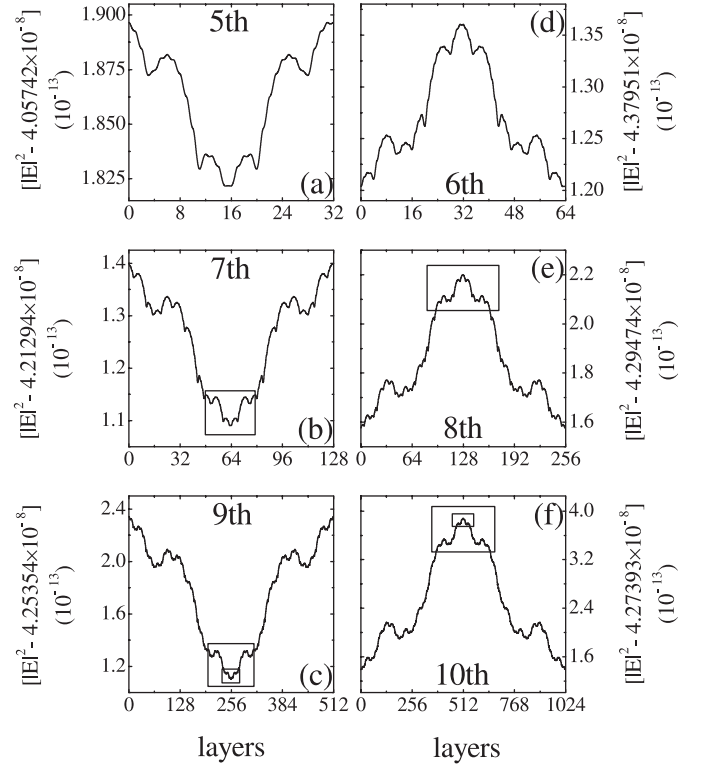 5th
(a)
1.900
1.875
1.850
1.825
0 8 16 24 32
[|E|² - 4.05742×10⁻⁸]
(10⁻¹³)
(d)
6th
1.35
1.30
1.25
1.20
0 16 32 48 64
[|E|² - 4.37951×10⁻⁸]
(10⁻¹³)
7th
(b)
1.4
1.3
1.2
1.1
0 32 64 96 128
[|E|² - 4.21294×10⁻⁸]
(10⁻¹³)
(e)
8th
2.2
2.0
1.8
1.6
0 64 128 192 256
[|E|² - 4.29474×10⁻⁸]
(10⁻¹³)
9th
(c)
2.4
2.0
1.6
1.2
0 128 256 384 512
[|E|² - 4.25354×10⁻⁸]
(10⁻¹³)
layers
(f)
10th
4.0
3.2
2.4
1.6
0 256 512 768 1024
[|E|² - 4.27393×10⁻⁸]
(10⁻¹³)
layers